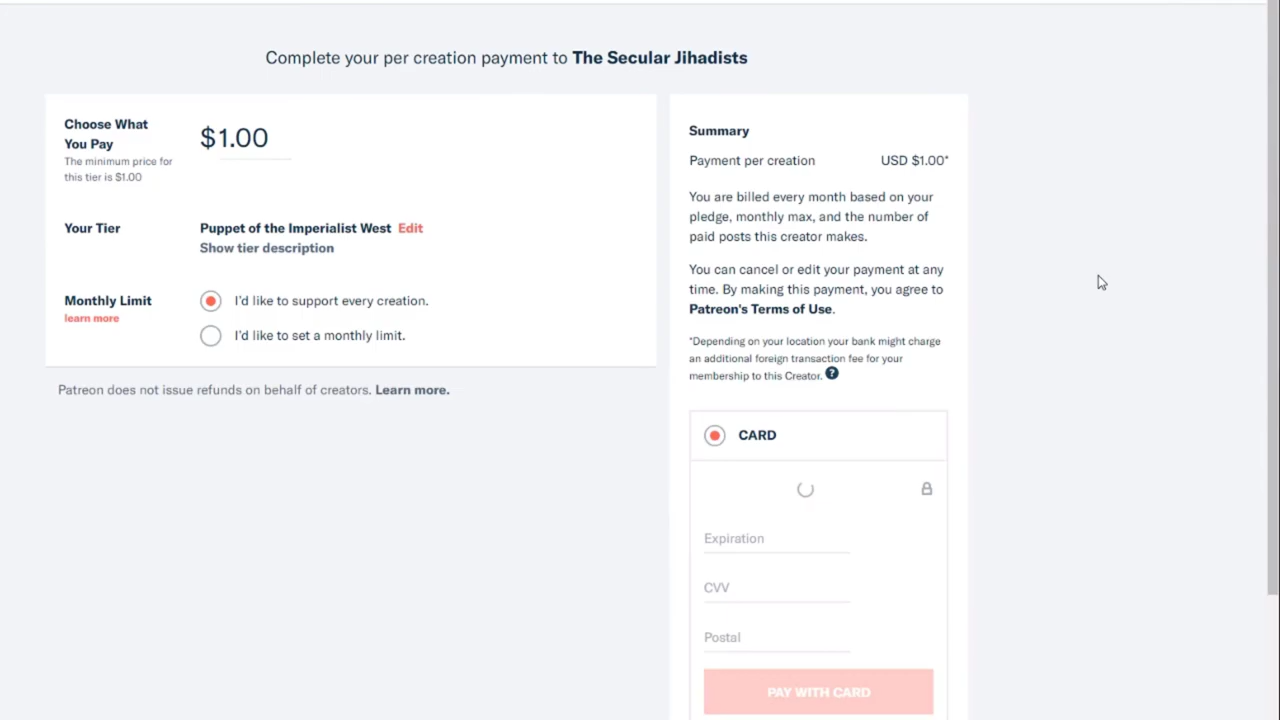 Complete your per creation payment to The Secular Jihadists
Choose What
You Pay
The minimum price for
this tier is $1.00
$1.00
Your Tier
Puppet of the Imperialist West Edit
Show tier description
Monthly Limit
learn more
I'd like to support every creation.
I'd like to set a monthly limit.
Patreon does not issue refunds on behalf of creators. Learn more.
Summary
Payment per creation USD $1.00*
You are billed every month based on your
pledge, monthly max, and the number of
paid posts this creator makes.
You can cancel or edit your payment at any
time. By making this payment, you agree to
Patreon's Terms of Use.
*Depending on your location your bank might charge
an additional foreign transaction fee for your
membership to this Creator. ?
CARD
Expiration
CVV
Postal
PAY WITH CARD